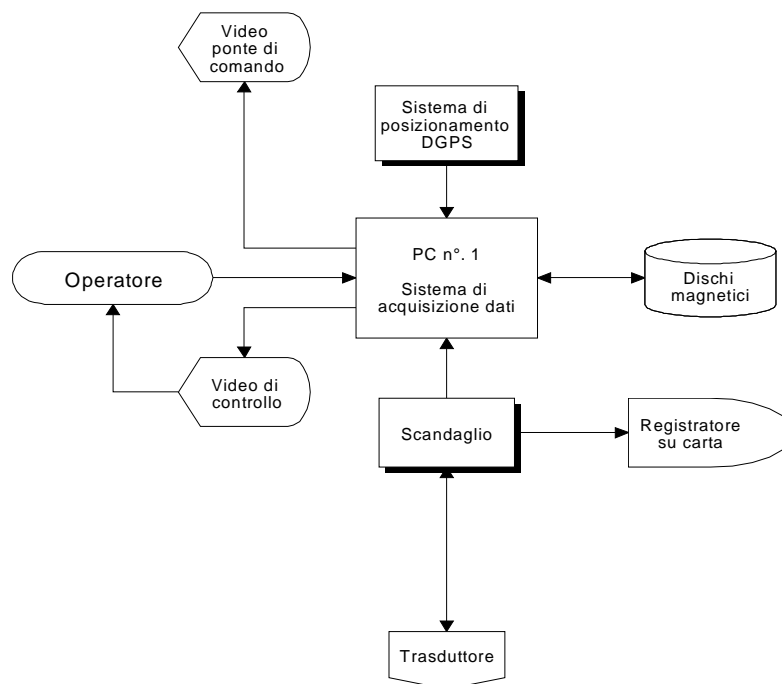 Video
ponte di
comando
Sistema di
posizionamento
DGPS
PC n°. 1
Sistema di
acquisizione dati
Operatore
Dischi
magnetici
Video di
controllo
Scandaglio
Registratore
su carta
Trasduttore